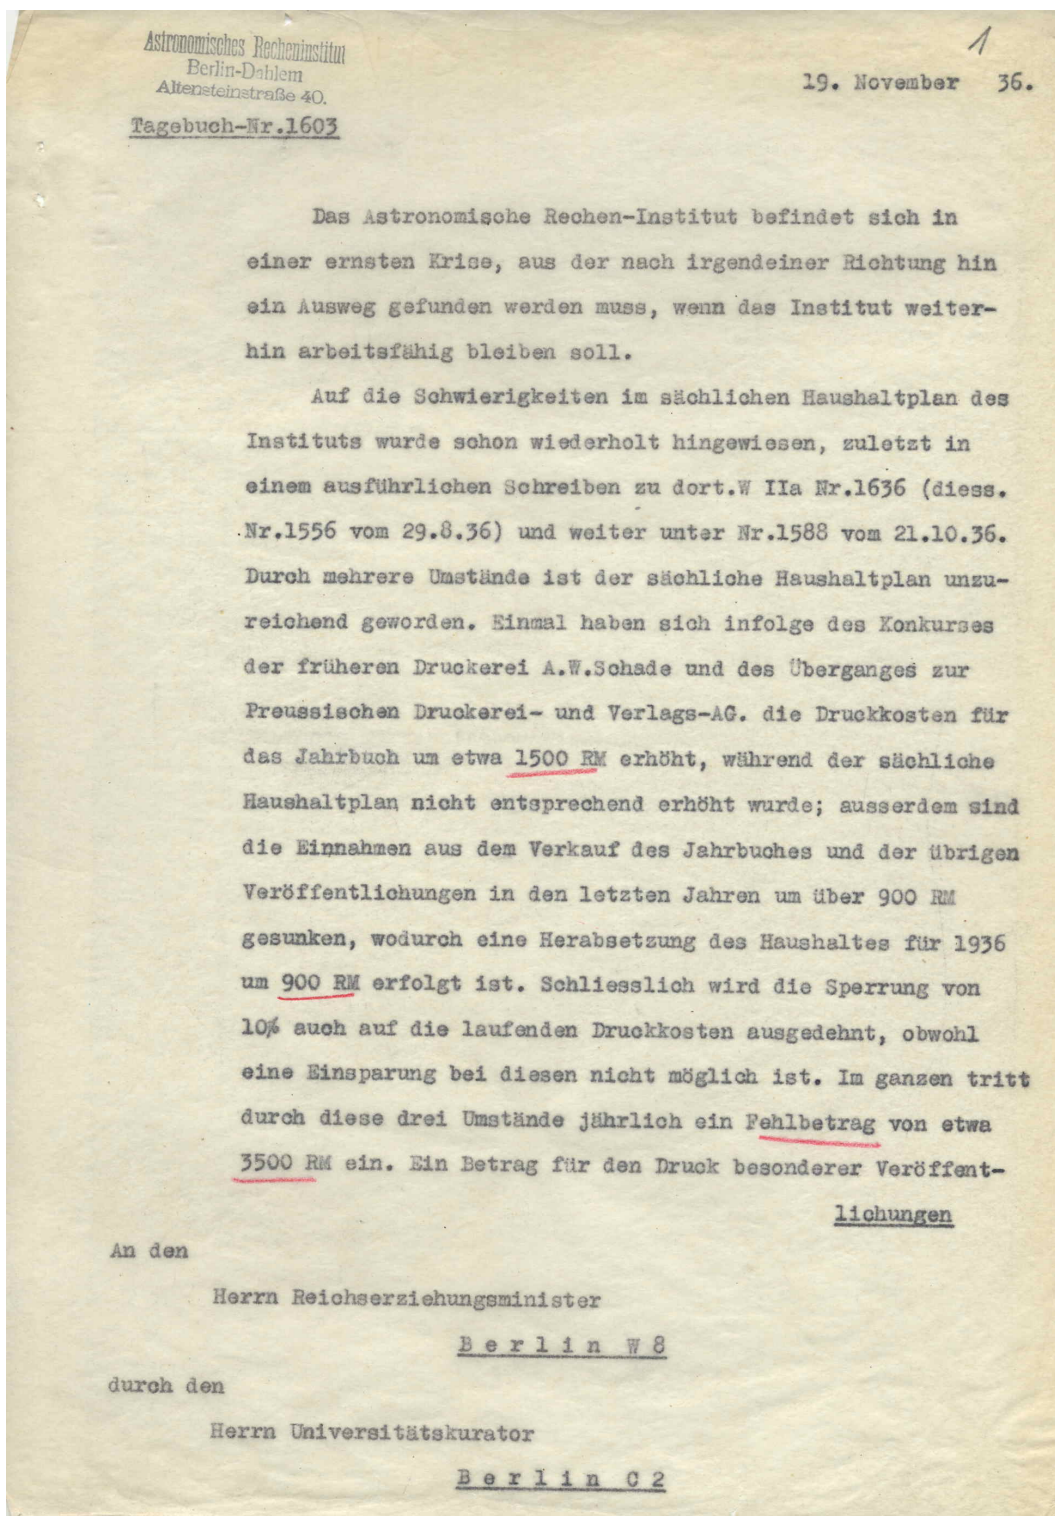 1
Astronomisches Recheninstitut
Berlin-Dahlem
Altensteinstraße 40.
19. November 36.
Tagebuch-Nr.1603
Das Astronomische Rechen-Institut befindet sich in
einer ernsten Krise, aus der nach irgendeiner Richtung hin
ein Ausweg gefunden werden muss, wenn das Institut weiter-
hin arbeitsfähig bleiben soll.
Auf die Schwierigkeiten im sächlichen Haushaltplan des
Instituts wurde schon wiederholt hingewiesen, zuletzt in
einem ausführlichen Schreiben zu dort.W IIa Nr.1636 (diess.
Nr.1556 vom 29.8.36) und weiter unter Nr.1588 vom 21.10.36.
Durch mehrere Umstände ist der sächliche Haushaltplan unzu-
reichend geworden. Einmal haben sich infolge des Konkurses
der früheren Druckerei A.W.Schade und des Überganges zur
Preussischen Druckerei- und Verlags-AG. die Druckkosten für
das Jahrbuch um etwa 1500 RM erhöht, während der sächliche
Haushaltplan nicht entsprechend erhöht wurde; ausserdem sind
die Einnahmen aus dem Verkauf des Jahrbuches und der übrigen
Veröffentlichungen in den letzten Jahren um über 900 RM
gesunken, wodurch eine Herabsetzung des Haushaltes für 1936
um 900 RM erfolgt ist. Schliesslich wird die Sperrung von
10% auch auf die laufenden Druckkosten ausgedehnt, obwohl
eine Einsparung bei diesen nicht möglich ist. Im ganzen tritt
durch diese drei Umstände jährlich ein Fehlbetrag von etwa
3500 RM ein. Ein Betrag für den Druck besonderer Veröffent-
lichungen
An den
Herrn Reichserziehungsminister
B e r l i n W 8
durch den
Herrn Universitätskurator
B e r l i n C 2